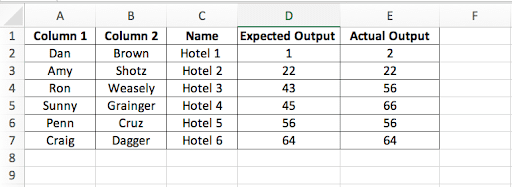 A B C D E F
1 Column 1 Column 2 Name Expected Output Actual Output
2 Dan Brown Hotel 1 1 2
3 Amy Shotz Hotel 2 22 22
4 Ron Weasely Hotel 3 43 56
5 Sunny Grainger Hotel 4 45 66
6 Penn Cruz Hotel 5 56 56
7 Craig Dagger Hotel 6 64 64
8
9